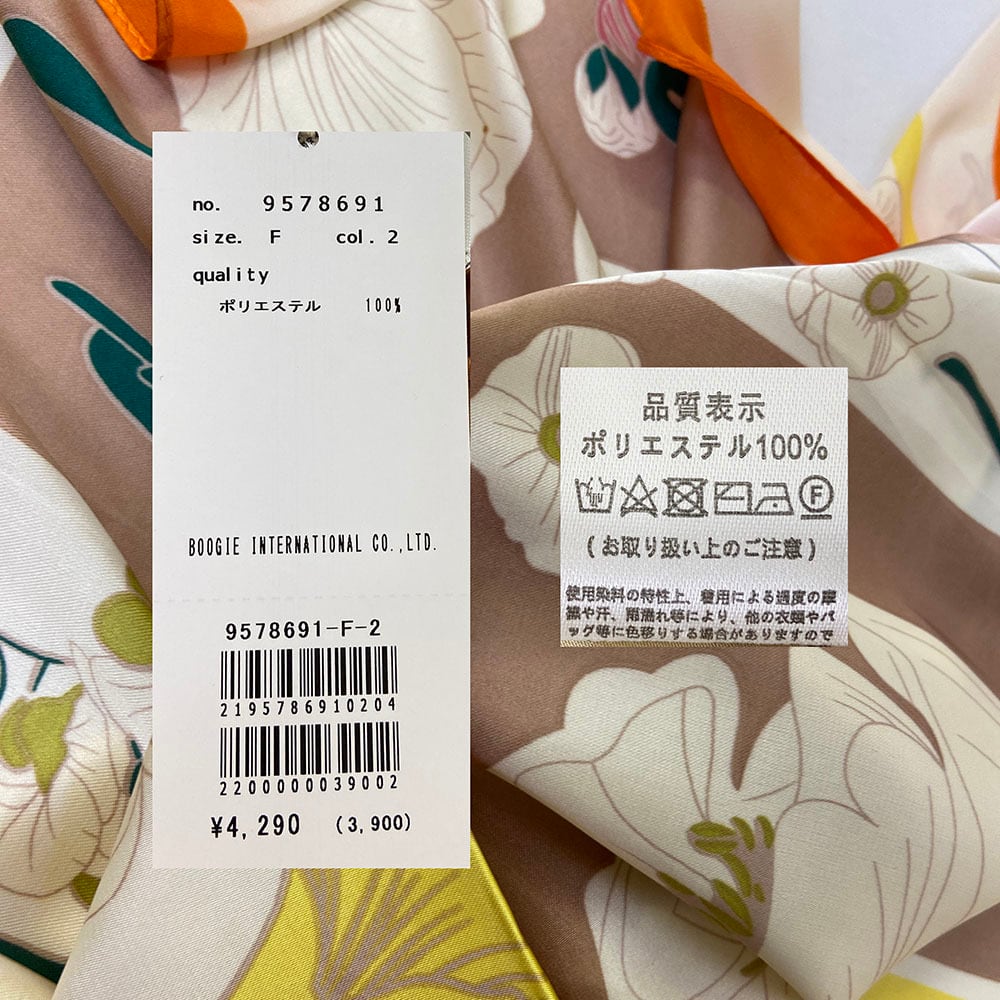 no. 9578691
size. F col. 2
quality
ポリエステル 100%
BOOGIE INTERNATIONAL CO.,LTD.
9578691-F-2
2195786910204
2200000039002
¥4,290 (3,900)
品質表示
ポリエステル100%
F
(お取り扱い上のご注意)
使用染料の特性上、着用による過度の摩
擦や汗、雨濡れ等により、他の衣類やバ
ッグ等に色移りする場合がありますので